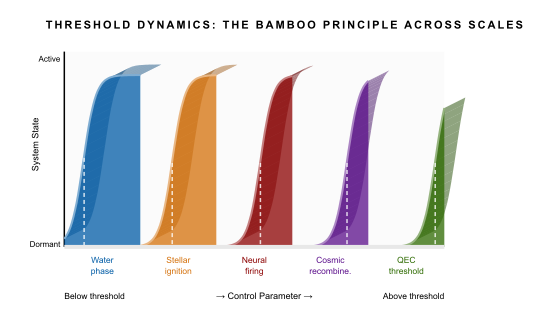 THRESHOLD DYNAMICS: THE BAMBOO PRINCIPLE ACROSS SCALES
Active
System State
Dormant
Water
phase
Stellar
ignition
Neural
firing
Cosmic
recombine.
QEC
threshold
Below threshold
→ Control Parameter →
Above threshold